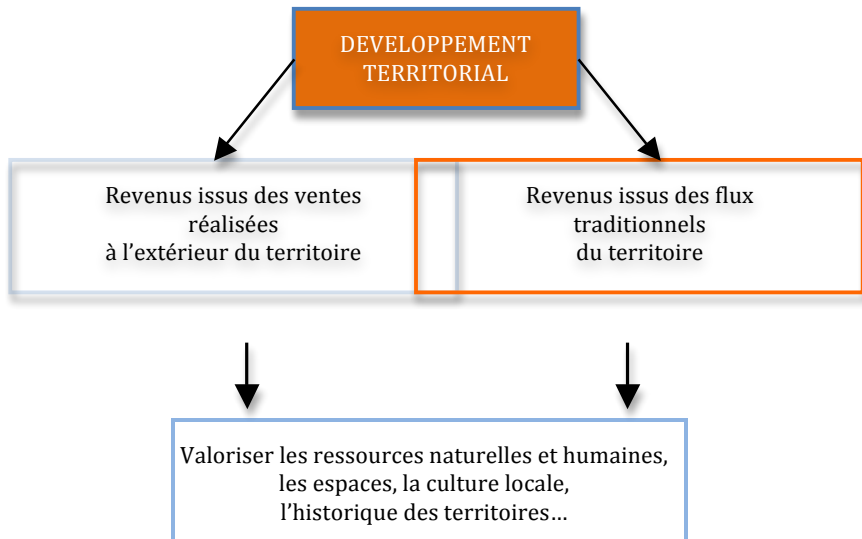 DEVELOPPEMENT
TERRITORIAL
Revenus issus des ventes
réalisées
à l’extérieur du territoire
Revenus issus des flux
traditionnels
du territoire
Valoriser les ressources naturelles et humaines,
les espaces, la culture locale,
l’historique des territoires…